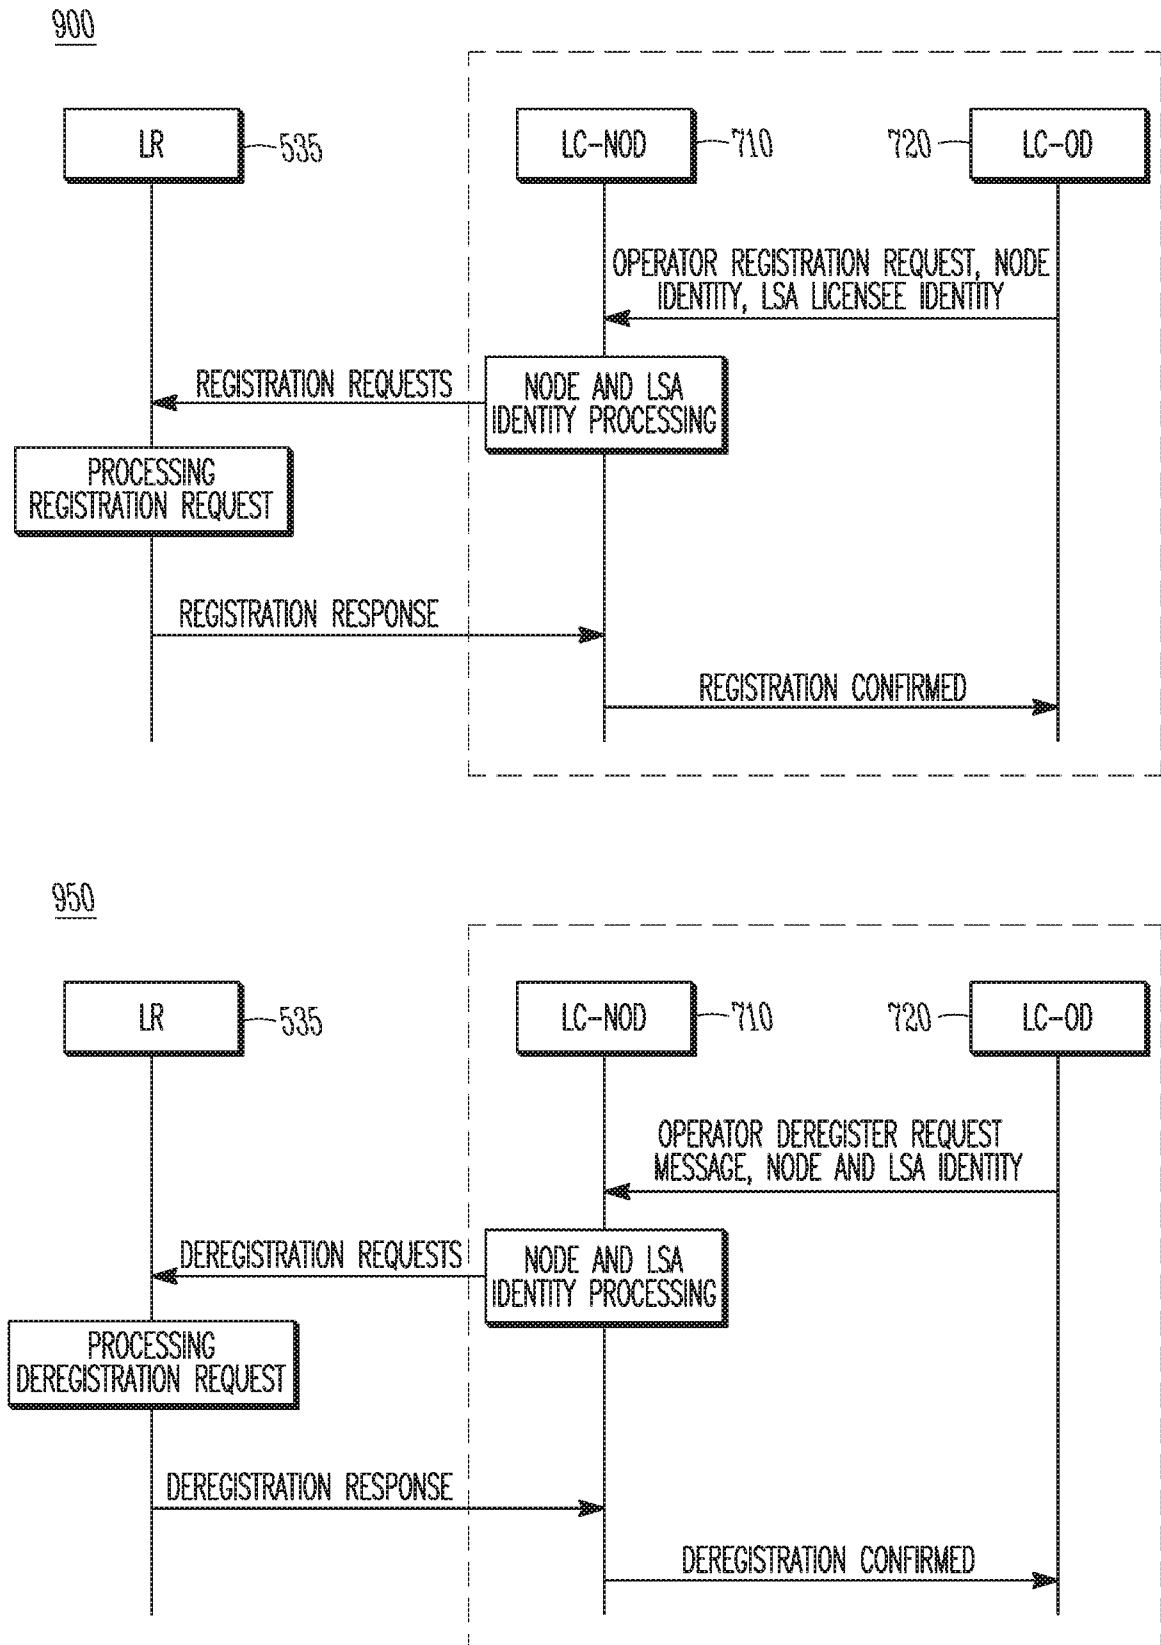 900
LR
535
LC-NOD
710
720
LC-OD
OPERATOR REGISTRATION REQUEST, NODE
IDENTITY, LSA LICENSEE IDENTITY
REGISTRATION REQUESTS
NODE AND LSA
IDENTITY PROCESSING
PROCESSING
REGISTRATION REQUEST
REGISTRATION RESPONSE
REGISTRATION CONFIRMED
950
LR
535
LC-NOD
710
720
LC-OD
OPERATOR DEREGISTER REQUEST
MESSAGE, NODE AND LSA IDENTITY
DEREGISTRATION REQUESTS
NODE AND LSA
IDENTITY PROCESSING
PROCESSING
DEREGISTRATION REQUEST
DEREGISTRATION RESPONSE
DEREGISTRATION CONFIRMED